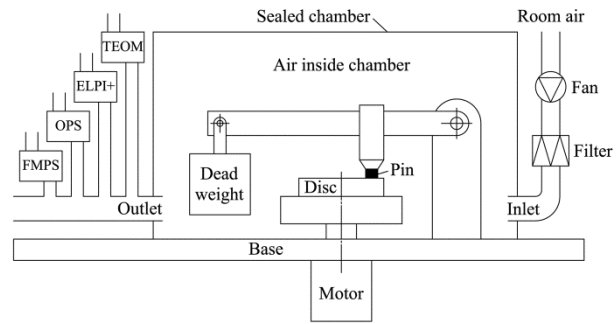 Sealed chamber
Room air
TEOM
Air inside chamber
ELPI+
Fan
OPS
Filter
FMPS
Pin
Dead
weight
Disc
Outlet
Inlet
Base
Motor